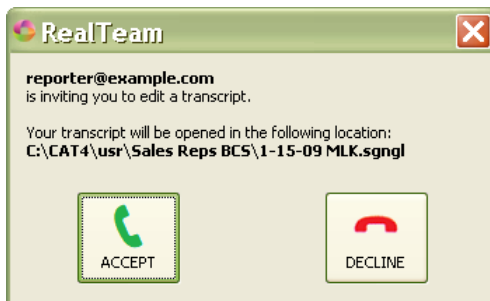 RealTeam
reporter@example.com
is inviting you to edit a transcript.
Your transcript will be opened in the following location:
C:\CAT4\usr\Sales Reps BCS\1-15-09 MLK.sgngl
ACCEPT
DECLINE